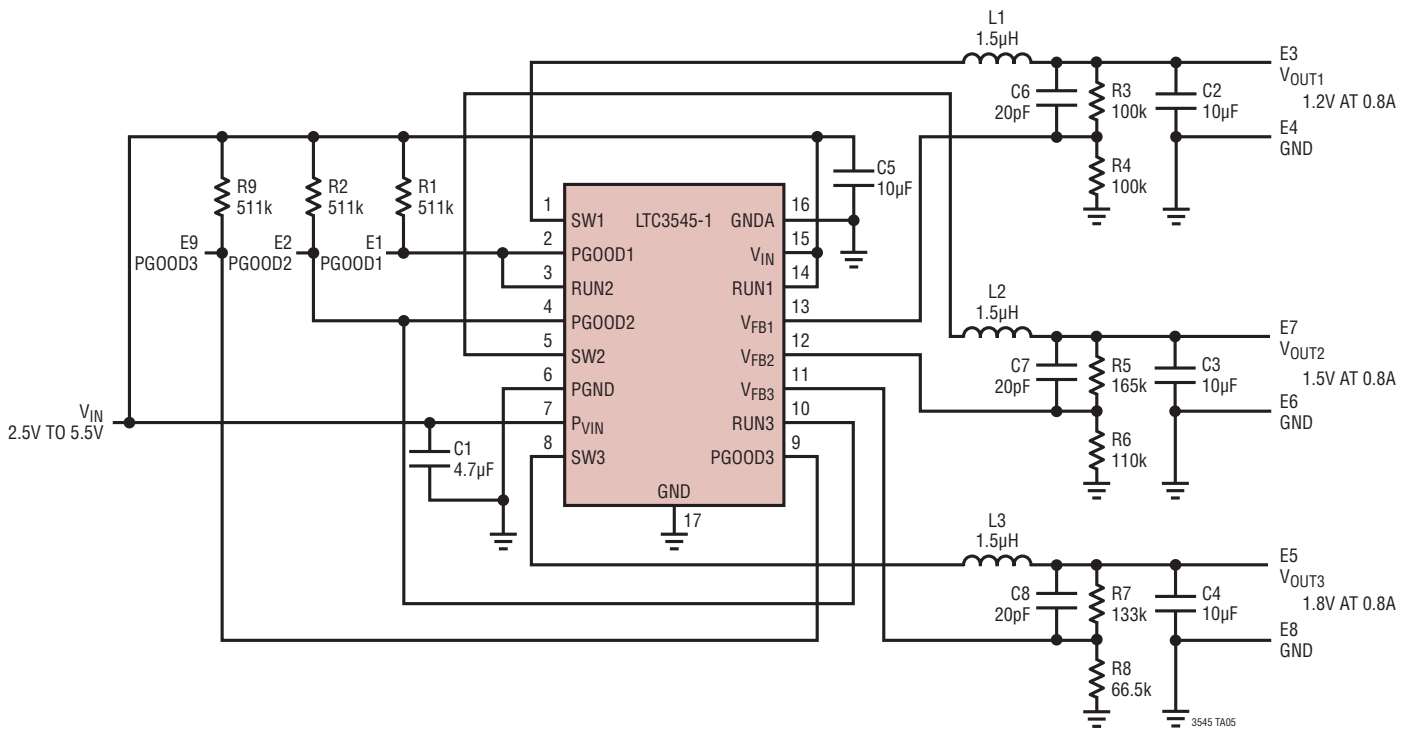 L1
1.5µH
E3
VOUT1
1.2V AT 0.8A
C6
20pF
R3
100k
C2
10µF
E4
GND
R4
100k
C5
10µF
R9
511k
R2
511k
R1
511k
E9
PGOOD3
E2
PGOOD2
E1
PGOOD1
LTC3545-1
1
SW1
2
PGOOD1
3
RUN2
4
PGOOD2
5
SW2
6
PGND
7
PVIN
8
SW3
16
GNDA
15
VIN
14
RUN1
13
VFB1
12
VFB2
11
VFB3
10
RUN3
9
PGOOD3
GND
17
VIN
2.5V TO 5.5V
C1
4.7µF
L2
1.5µH
E7
VOUT2
1.5V AT 0.8A
C7
20pF
R5
165k
C3
10µF
E6
GND
R6
110k
L3
1.5µH
E5
VOUT3
1.8V AT 0.8A
C8
20pF
R7
133k
C4
10µF
E8
GND
R8
66.5k
3545 TA05